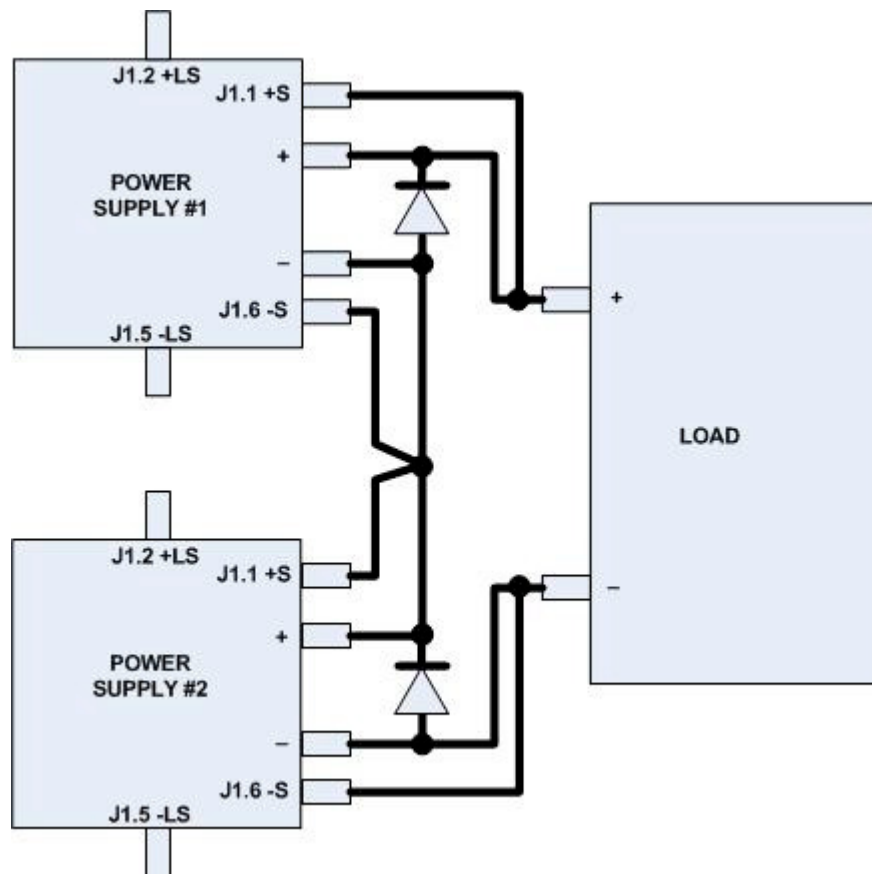 J1.2 +LS
J1.1 +S
+
POWER
SUPPLY #1
–
J1.6 -S
J1.5 -LS
+
LOAD
–
J1.2 +LS
J1.1 +S
+
POWER
SUPPLY #2
–
J1.6 -S
J1.5 -LS